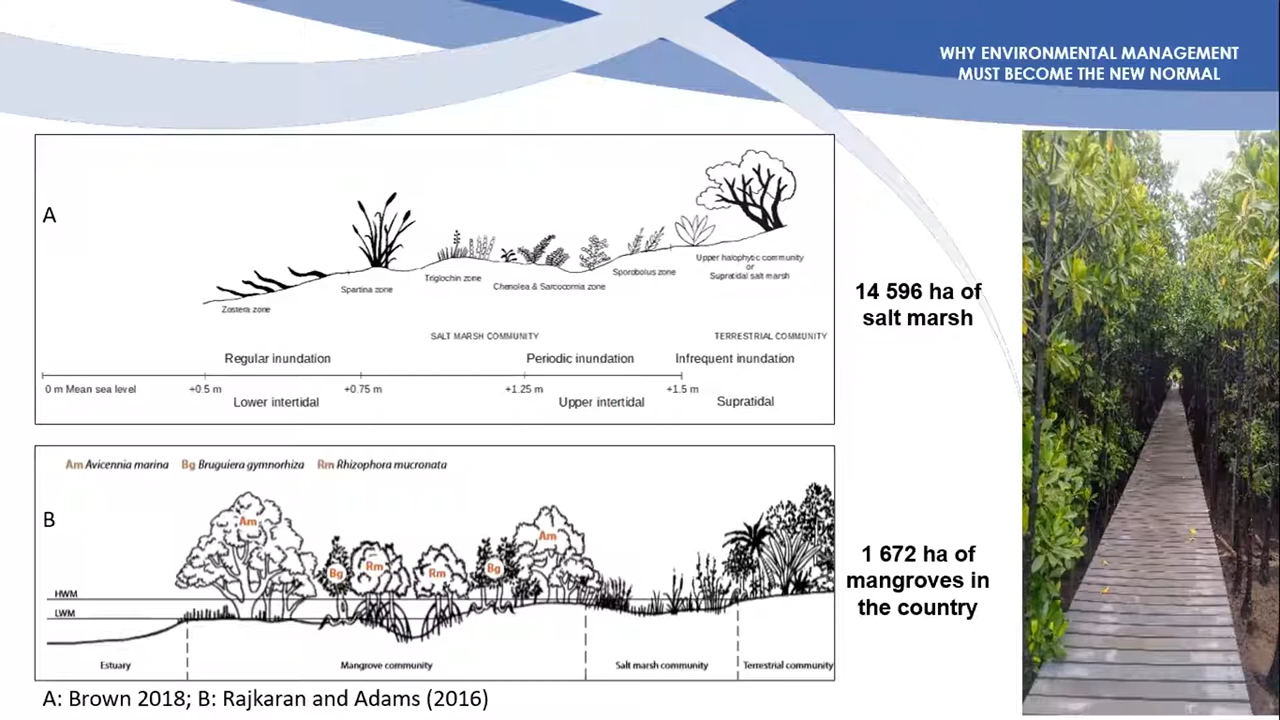 WHY ENVIRONMENTAL MANAGEMENT
MUST BECOME THE NEW NORMAL
A
Zostera zone
Spartina zone
Triglochin zone
Chenolea & Sarcocornia zone
Sporobolus zone
Upper halophytic community
or
Supratidal salt marsh
SALT MARSH COMMUNITY
TERRESTRIAL COMMUNITY
Regular inundation
Periodic inundation
Infrequent inundation
0 m Mean sea level
+0.5 m
+0.75 m
+1.25 m
+1.5 m
Lower intertidal
Upper intertidal
Supratidal
14 596 ha of
salt marsh
B
Am Avicennia marina Bg Bruguiera gymnorhiza Rm Rhizophora mucronata
Am
Bg
Rm
Rm
Bg
Am
HWM
LWM
Estuary
Mangrove community
Salt marsh community
Terrestrial community
1 672 ha of
mangroves in
the country
A: Brown 2018; B: Rajkaran and Adams (2016)